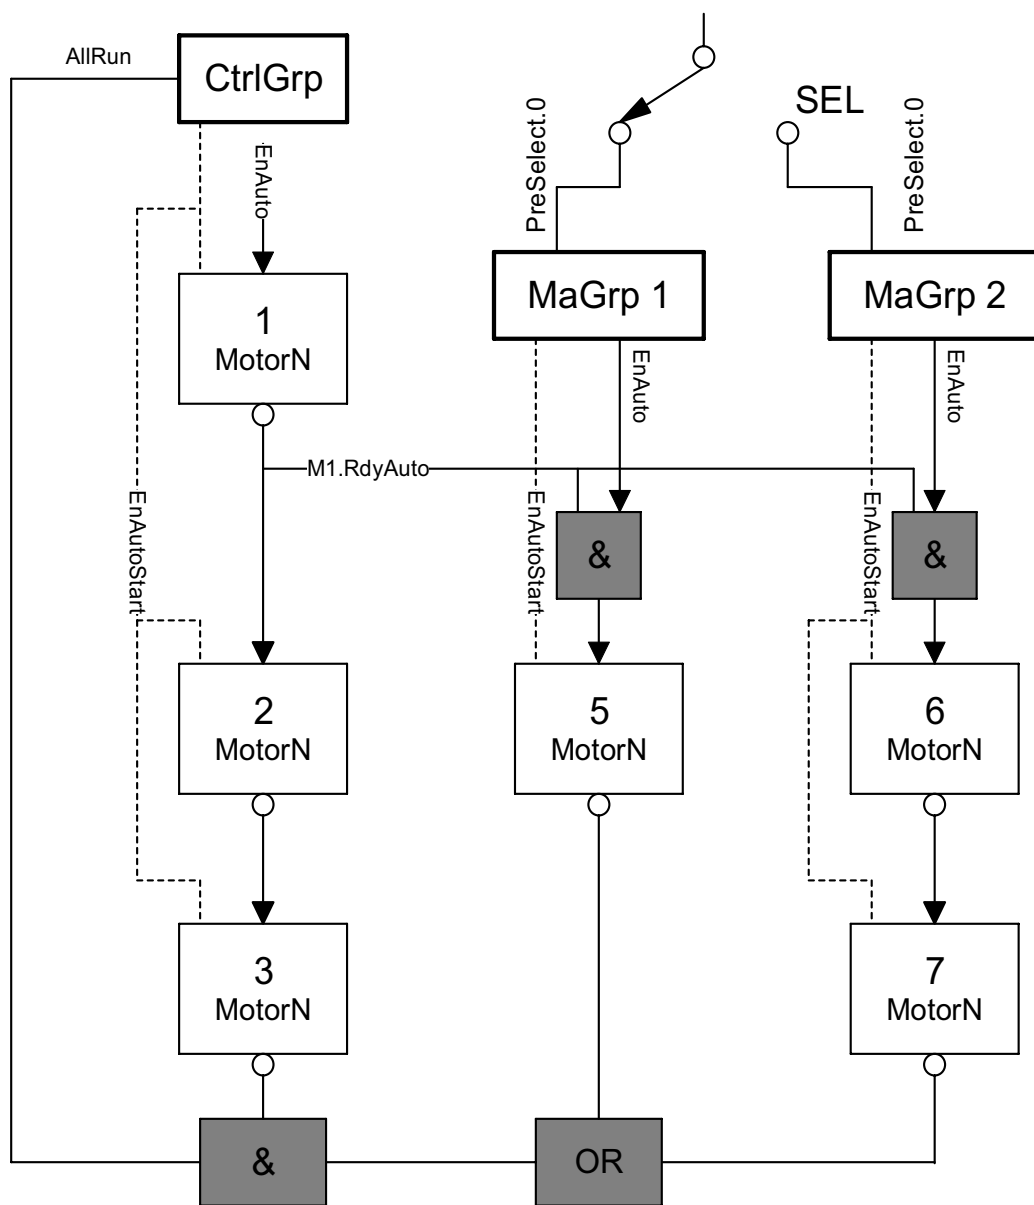 AllRun
CtrlGrp
SEL
PreSelect.0
PreSelect.0
EnAuto
MaGrp 1
MaGrp 2
1
MotorN
EnAuto
EnAuto
M1.RdyAuto
EnAutoStart
EnAutoStart
EnAutoStart
&
&
2
MotorN
5
MotorN
6
MotorN
3
MotorN
7
MotorN
&
OR